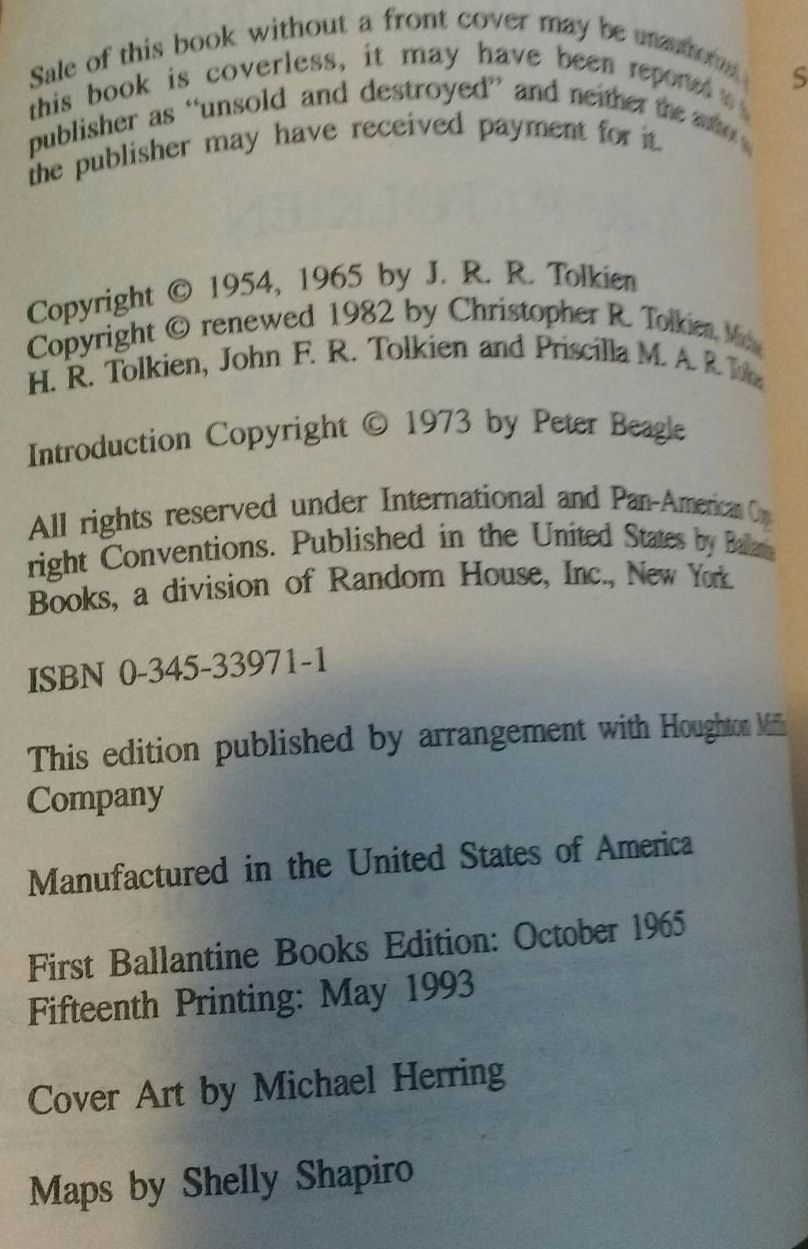 Sale of this book without a front cover may be unauthorized.
this book is coverless, it may have been reported to
publisher as “unsold and destroyed” and neither the author
the publisher may have received payment for it.
Copyright © 1954, 1965 by J. R. R. Tolkien
Copyright © renewed 1982 by Christopher R. Tolkien,
H. R. Tolkien, John F. R. Tolkien and Priscilla M. A. R.
Introduction Copyright © 1973 by Peter Beagle
All rights reserved under International and Pan-American
right Conventions. Published in the United States by
Books, a division of Random House, Inc., New York.
ISBN 0-345-33971-1
This edition published by arrangement with Houghton
Company
Manufactured in the United States of America
First Ballantine Books Edition: October 1965
Fifteenth Printing: May 1993
Cover Art by Michael Herring
Maps by Shelly Shapiro